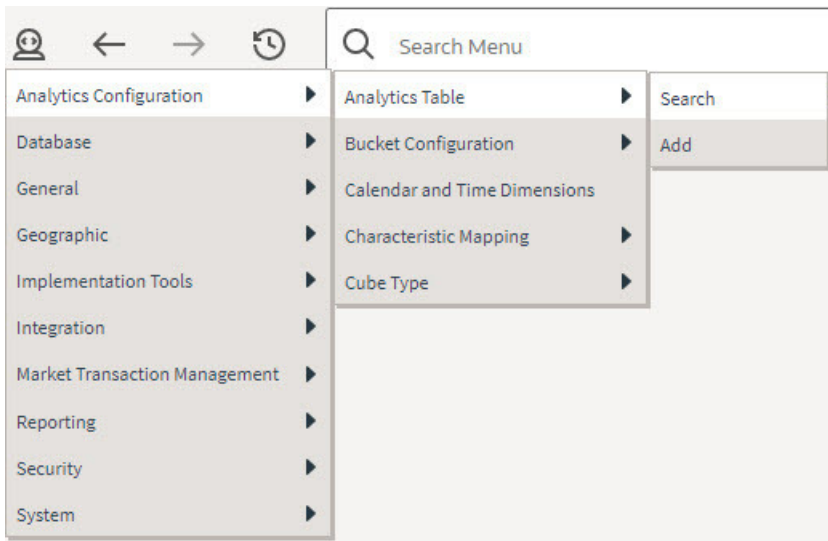 Search Menu
Analytics Configuration
Database
General
Geographic
Implementation Tools
Integration
Market Transaction Management
Reporting
Security
System
Analytics Table
Bucket Configuration
Calendar and Time Dimensions
Characteristic Mapping
Cube Type
Search
Add